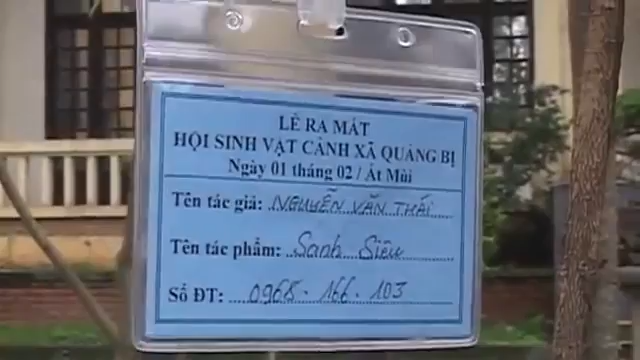 LỄ RA MẮT
HỘI SINH VẬT CẢNH XÃ QUẢNG BỊ
Ngày 01 tháng 02 / Ất Mùi
Tên tác giả: NGUYỄN VĂN THÁI
Tên tác phẩm: Sanh Siêu
Số ĐT: 0968.166.103